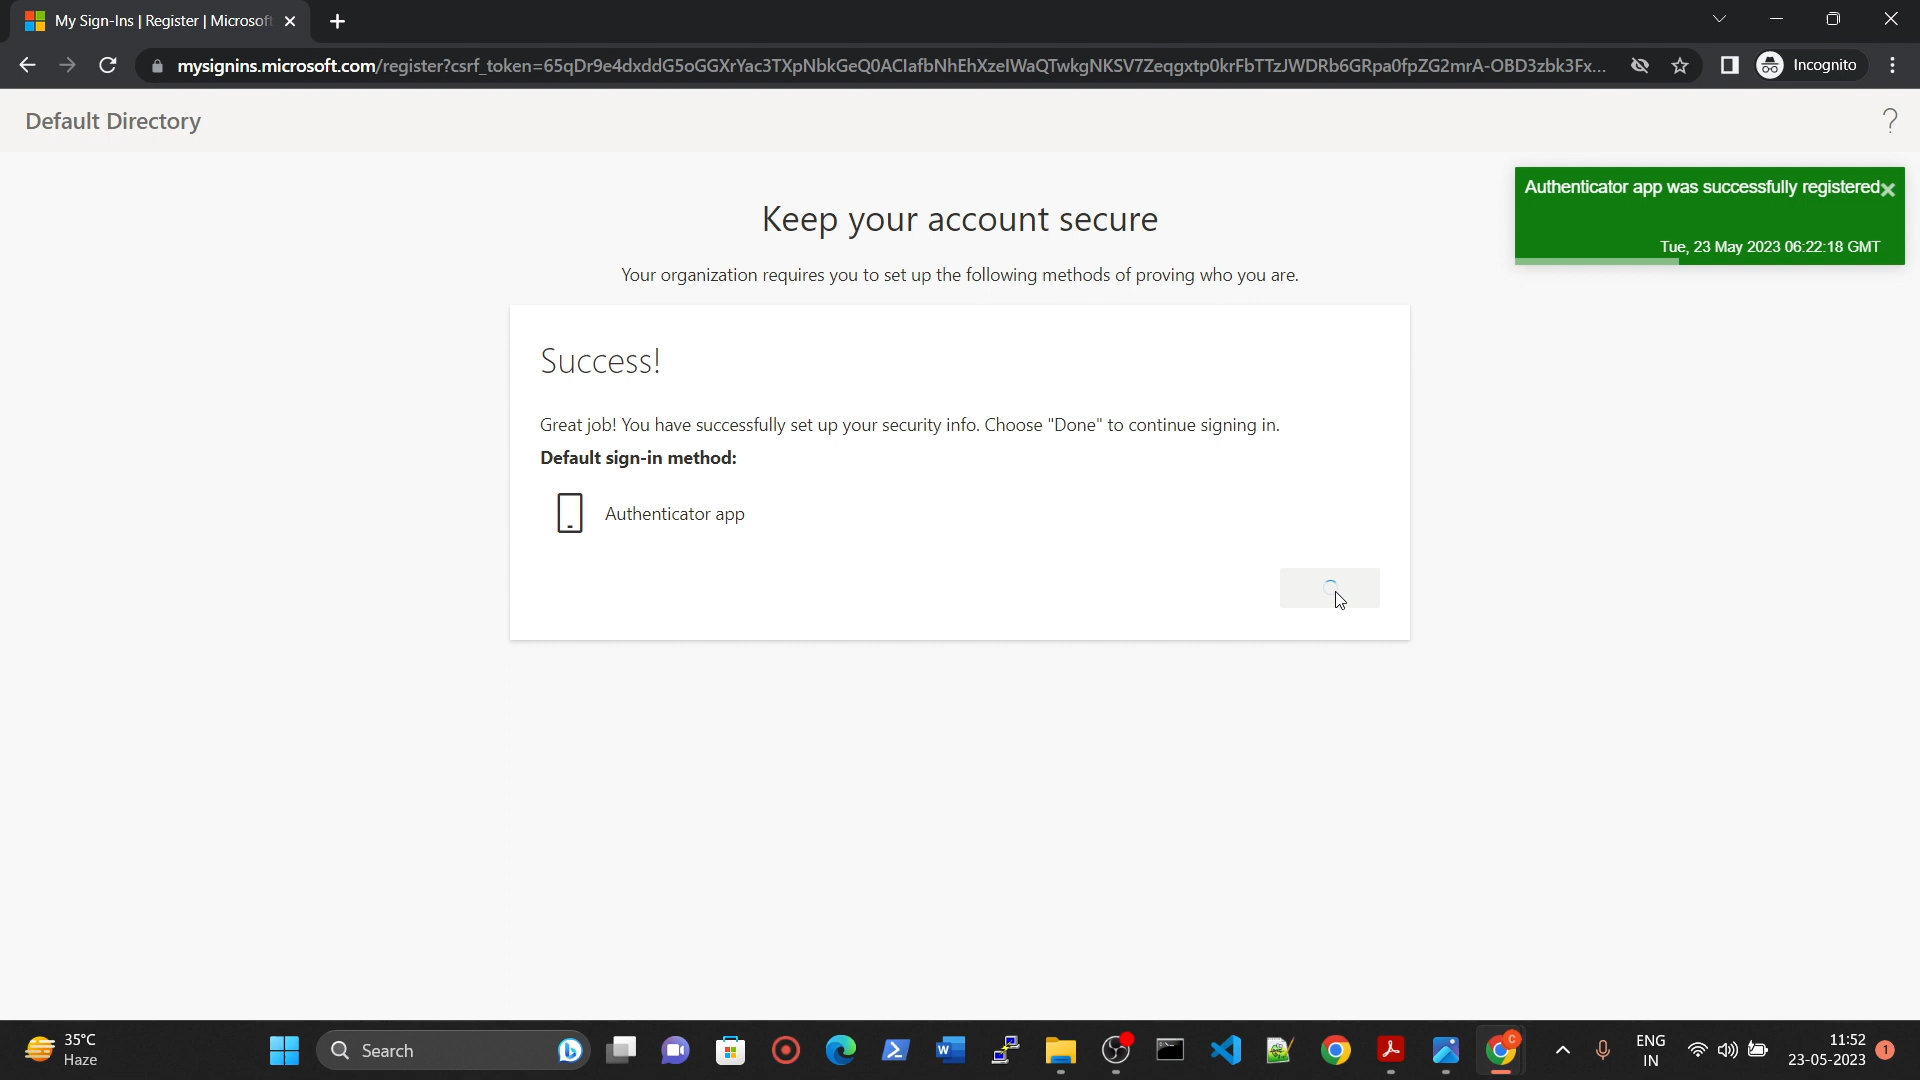 My Sign-Ins | Register | Microsoft
mysignins.microsoft.com/register?csrf_token=65qDr9e4dxddG5oGGXrYac3TXpNbkGeQ0AClafbNhEhXzelWaQTwkgNKSV7Zeqgxtp0krFbTTzJWDRb6GRpa0fpZG2mrA-OBD3zbk3Fx...
Incognito
Default Directory
?
Authenticator app was successfully registered
Tue, 23 May 2023 06:22:18 GMT
Keep your account secure
Your organization requires you to set up the following methods of proving who you are.
Success!
Great job! You have successfully set up your security info. Choose "Done" to continue signing in.
Default sign-in method:
Authenticator app
35°C
Haze
Search
ENG
IN
11:52
23-05-2023
1